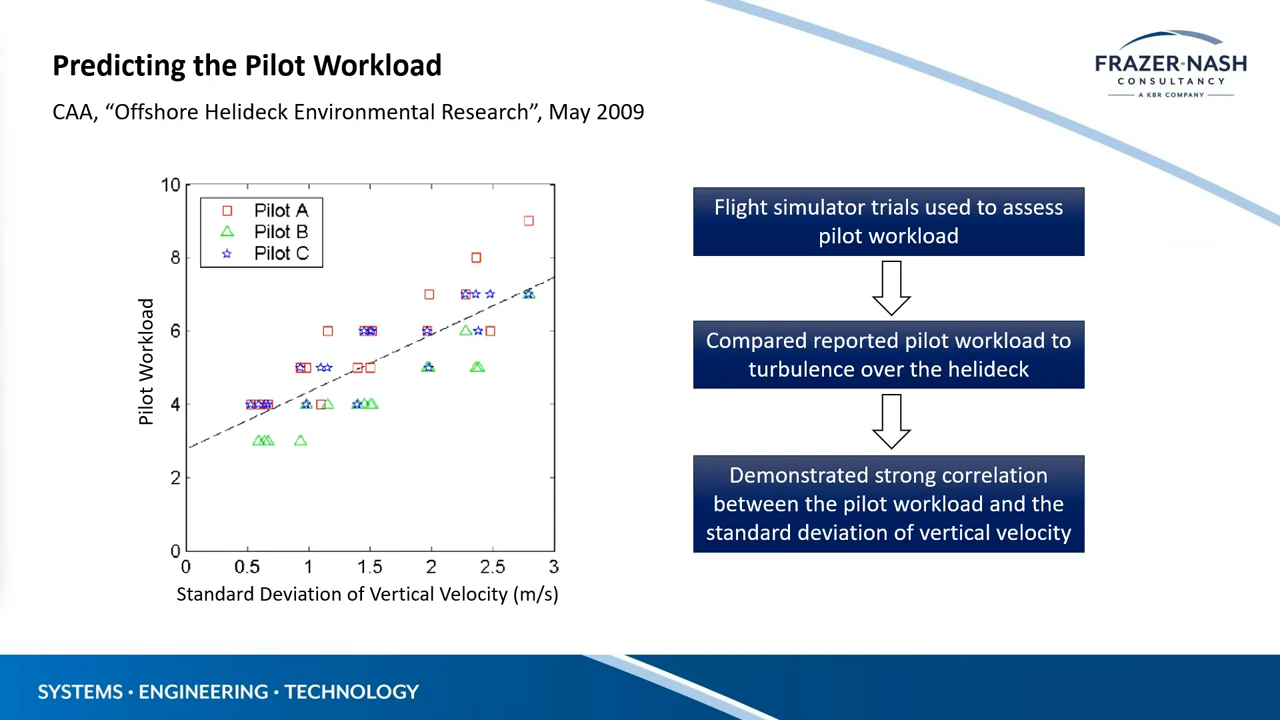 Predicting the Pilot Workload
CAA, “Offshore Helideck Environmental Research”, May 2009
FRAZER-NASH
CONSULTANCY
A KBR COMPANY
10
8
6
4
2
0
Pilot Workload
Pilot A
Pilot B
Pilot C
0 0.5 1 1.5 2 2.5 3
Standard Deviation of Vertical Velocity (m/s)
Flight simulator trials used to assess
pilot workload
Compared reported pilot workload to
turbulence over the helideck
Demonstrated strong correlation
between the pilot workload and the
standard deviation of vertical velocity
SYSTEMS · ENGINEERING · TECHNOLOGY